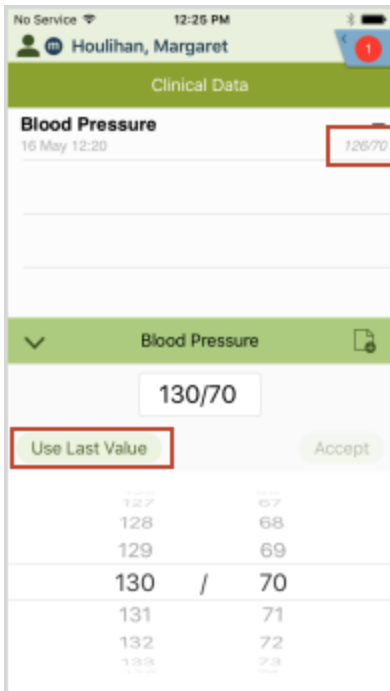 No Service 12:25 PM
m Houlihan, Margaret 1
Clinical Data
Blood Pressure
16 May 12:20 126/70
Blood Pressure
130/70
Use Last Value Accept
127 67
128 68
129 69
130 / 70
131 71
132 72
133 73